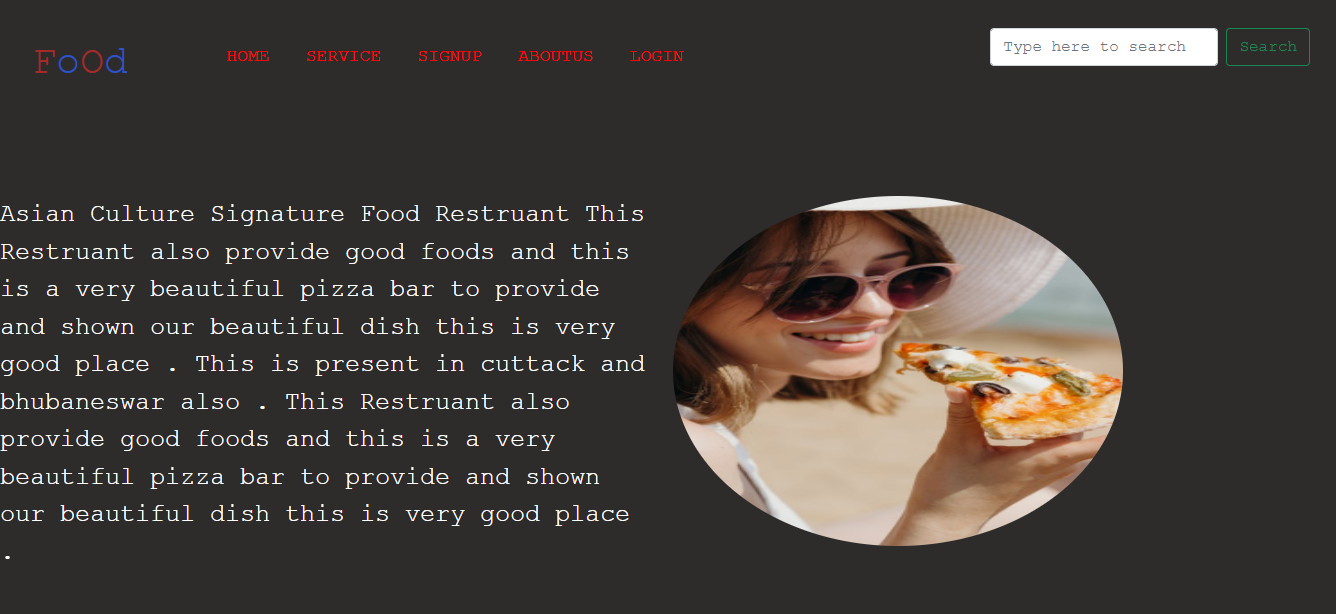 FoOd
HOME SERVICE SIGNUP ABOUTUS LOGIN
Type here to search Search
Asian Culture Signature Food Restruant This
Restruant also provide good foods and this
is a very beautiful pizza bar to provide
and shown our beautiful dish this is very
good place . This is present in cuttack and
bhubaneswar also . This Restruant also
provide good foods and this is a very
beautiful pizza bar to provide and shown
our beautiful dish this is very good place
.